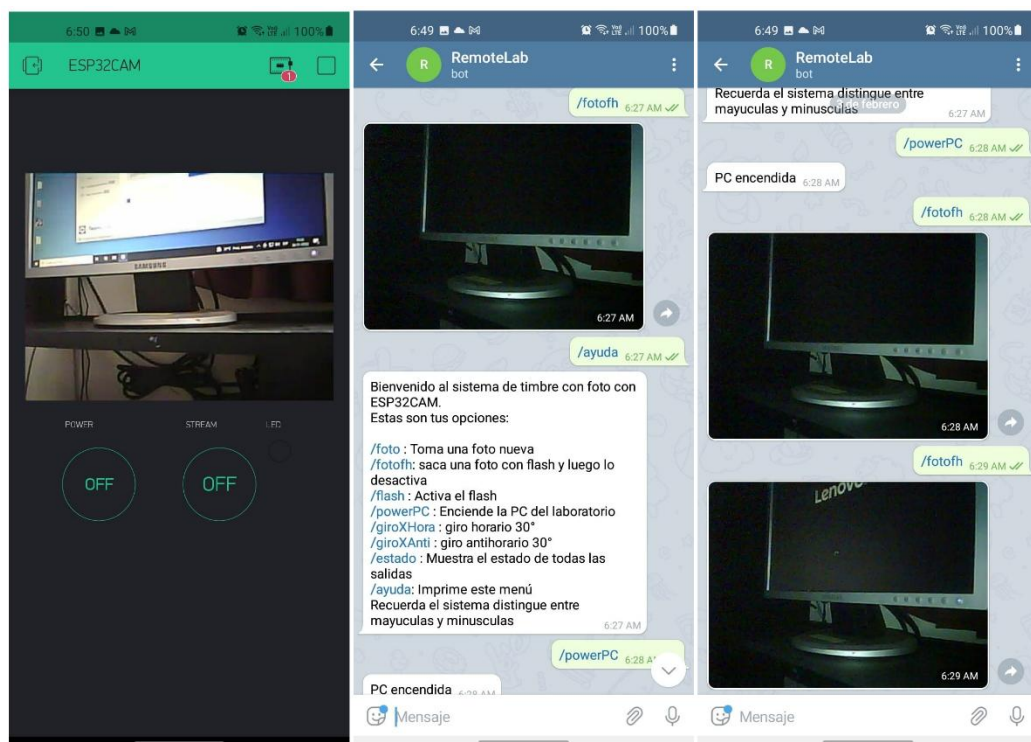 6:50
100%
ESP32CAM
1
SAMSUNG
POWER
STREAM
LED
OFF
OFF
6:49
100%
R
RemoteLab
bot
/fotofh 6:27 AM
6:27 AM
/ayuda 6:27 AM
Bienvenido al sistema de timbre con foto con
ESP32CAM.
Estas son tus opciones:
/foto : Toma una foto nueva
/fotofh: saca una foto con flash y luego lo
desactiva
/flash : Activa el flash
/powerPC : Enciende la PC del laboratorio
/giroXHora : giro horario 30°
/giroXAnti : giro antihorario 30°
/estado : Muestra el estado de todas las
salidas
/ayuda: Imprime este menú
Recuerda el sistema distingue entre
mayuculas y minusculas
6:27 AM
/powerPC 6:28 A
PC encendida 6:28 AM
Mensaje
6:49
100%
R
RemoteLab
bot
Recuerda el sistema distingue entre
mayuculas y minusculas
3 de febrero
6:27 AM
/powerPC 6:28 AM
PC encendida 6:28 AM
/fotofh 6:28 AM
6:28 AM
/fotofh 6:29 AM
Lenovo
6:29 AM
Mensaje